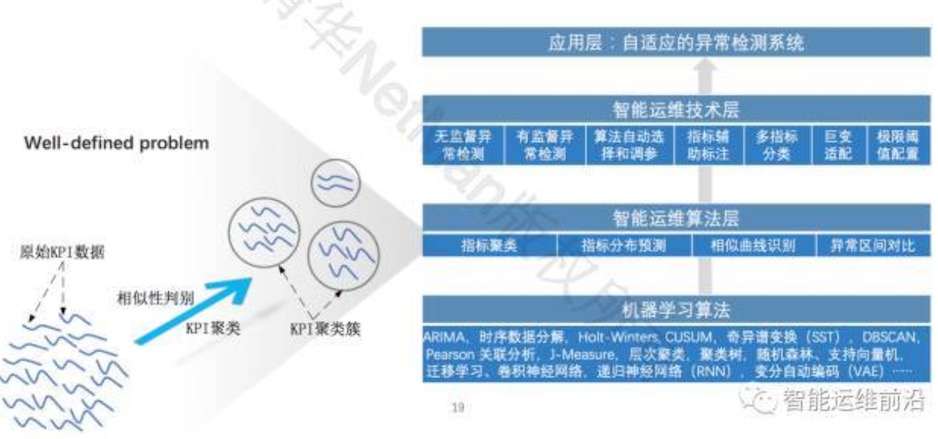 Well-defined problem
原始KPI数据
相似性判别
KPI聚类
KPI聚类簇
应用层：自适应的异常检测系统
智能运维技术层
无监督异常检测
有监督异常检测
算法自动选择和调参
指标辅助标注
多指标分类
巨变适配
极限阈值配置
智能运维算法层
指标聚类
指标分布预测
相似曲线识别
异常区间对比
机器学习算法
ARIMA，时序数据分解，Holt-Winters, CUSUM，奇异谱变换（SST），DBSCAN,
Pearson 关联分析，J-Measure，层次聚类，聚类树，随机森林、支持向量机，
迁移学习、卷积神经网络，递归神经网络（RNN），变分自动编码（VAE）……
19
智能运维前沿
清华NetMan版权所